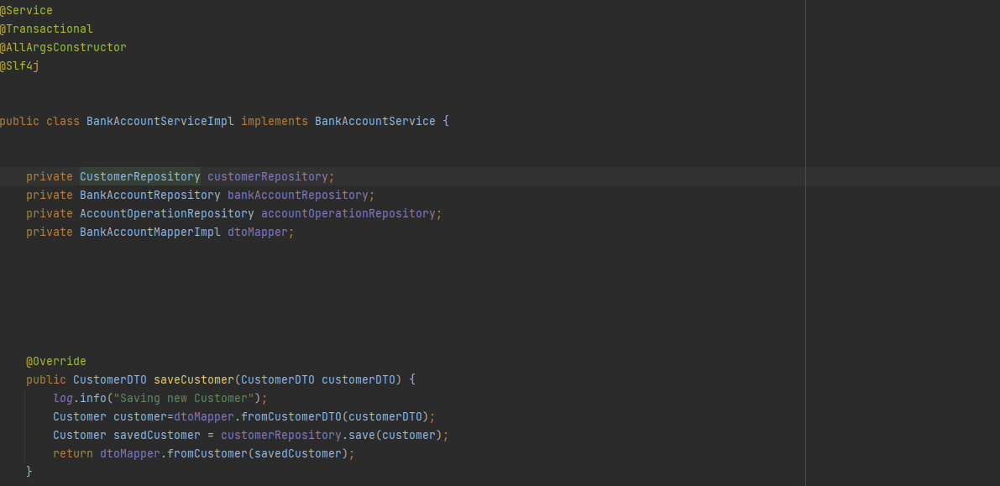 @Service
@Transactional
@AllArgsConstructor
@Slf4j
public class BankAccountServiceImpl implements BankAccountService {
private CustomerRepository customerRepository;
private BankAccountRepository bankAccountRepository;
private AccountOperationRepository accountOperationRepository;
private BankAccountMapperImpl dtoMapper;
@Override
public CustomerDTO saveCustomer(CustomerDTO customerDTO) {
log.info("Saving new Customer");
Customer customer=dtoMapper.fromCustomerDTO(customerDTO);
Customer savedCustomer = customerRepository.save(customer);
return dtoMapper.fromCustomer(savedCustomer);
}